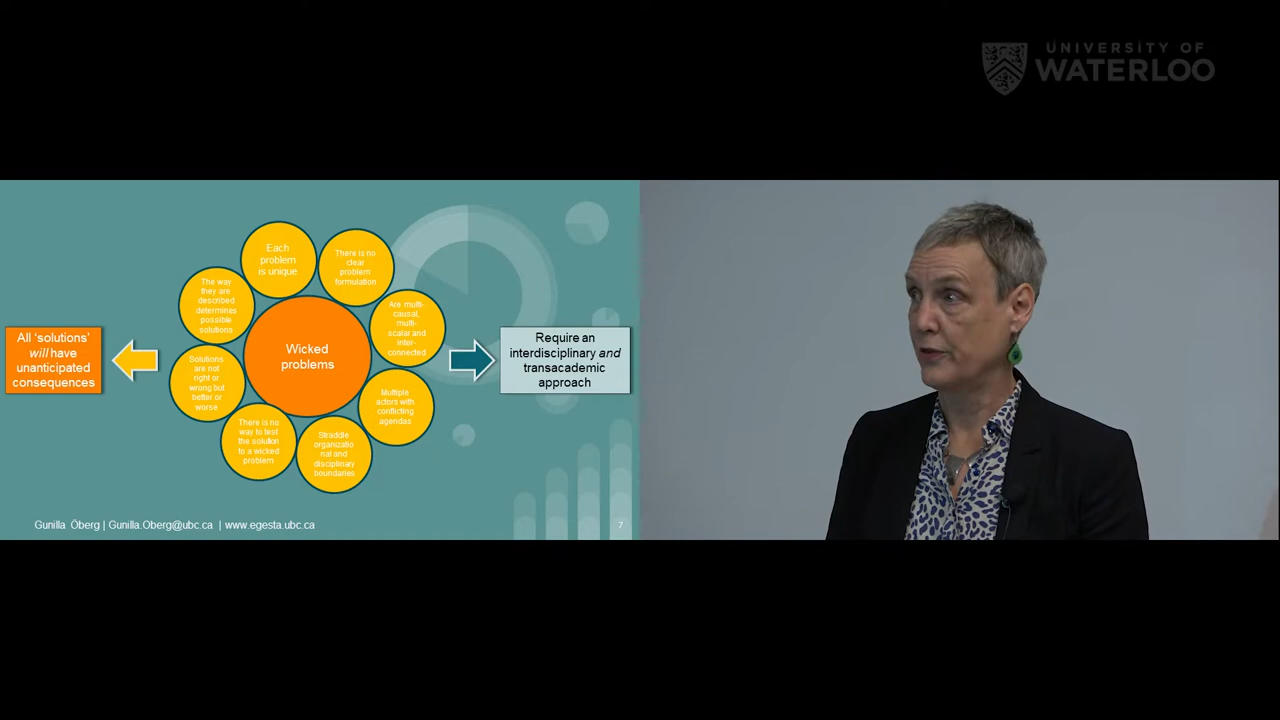 UNIVERSITY OF
WATERLOO
Each
problem
is unique
There is no
clear
problem
formulation
The way
they are
described
determines
possible
solutions
Are multi-
causal,
multi-
scalar and
inter-
connected
All ‘solutions’
will have
unanticipated
consequences
Wicked
problems
Require an
interdisciplinary and
transacademic
approach
Solutions
are not
right or
wrong but
better or
worse
Multiple
actors with
conflicting
agendas
There is no
way to test
the solution
to a wicked
problem
Straddle
organizatio
nal and
disciplinary
boundaries
Gunilla Öberg | Gunilla.Oberg@ubc.ca | www.egesta.ubc.ca
7